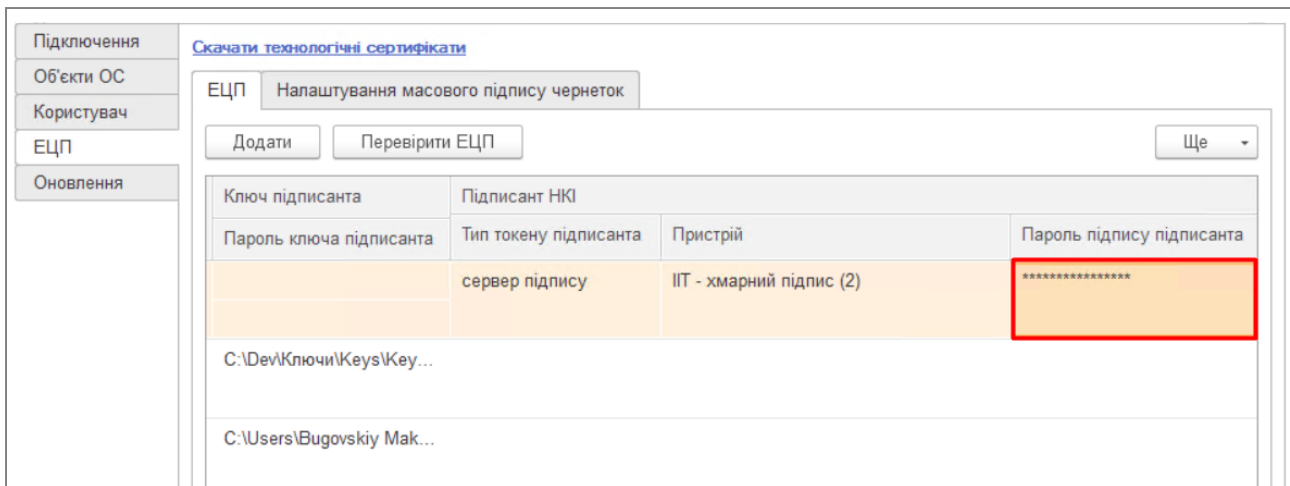 Підключення
Об'єкти ОС
Користувач
ЕЦП
Оновлення
Скачати технологічні сертифікати
ЕЦП Налаштування масового підпису чернеток
Додати Перевірити ЕЦП Ще
Ключ підписанта Підписант НКІ
Пароль ключа підписанта Тип токену підписанта Пристрій Пароль підпису підписанта
сервер підпису ІІТ - хмарний підпис (2) ****************
C:\Dev\Ключи\Keys\Key...
C:\Users\Bugovskiy Mak...